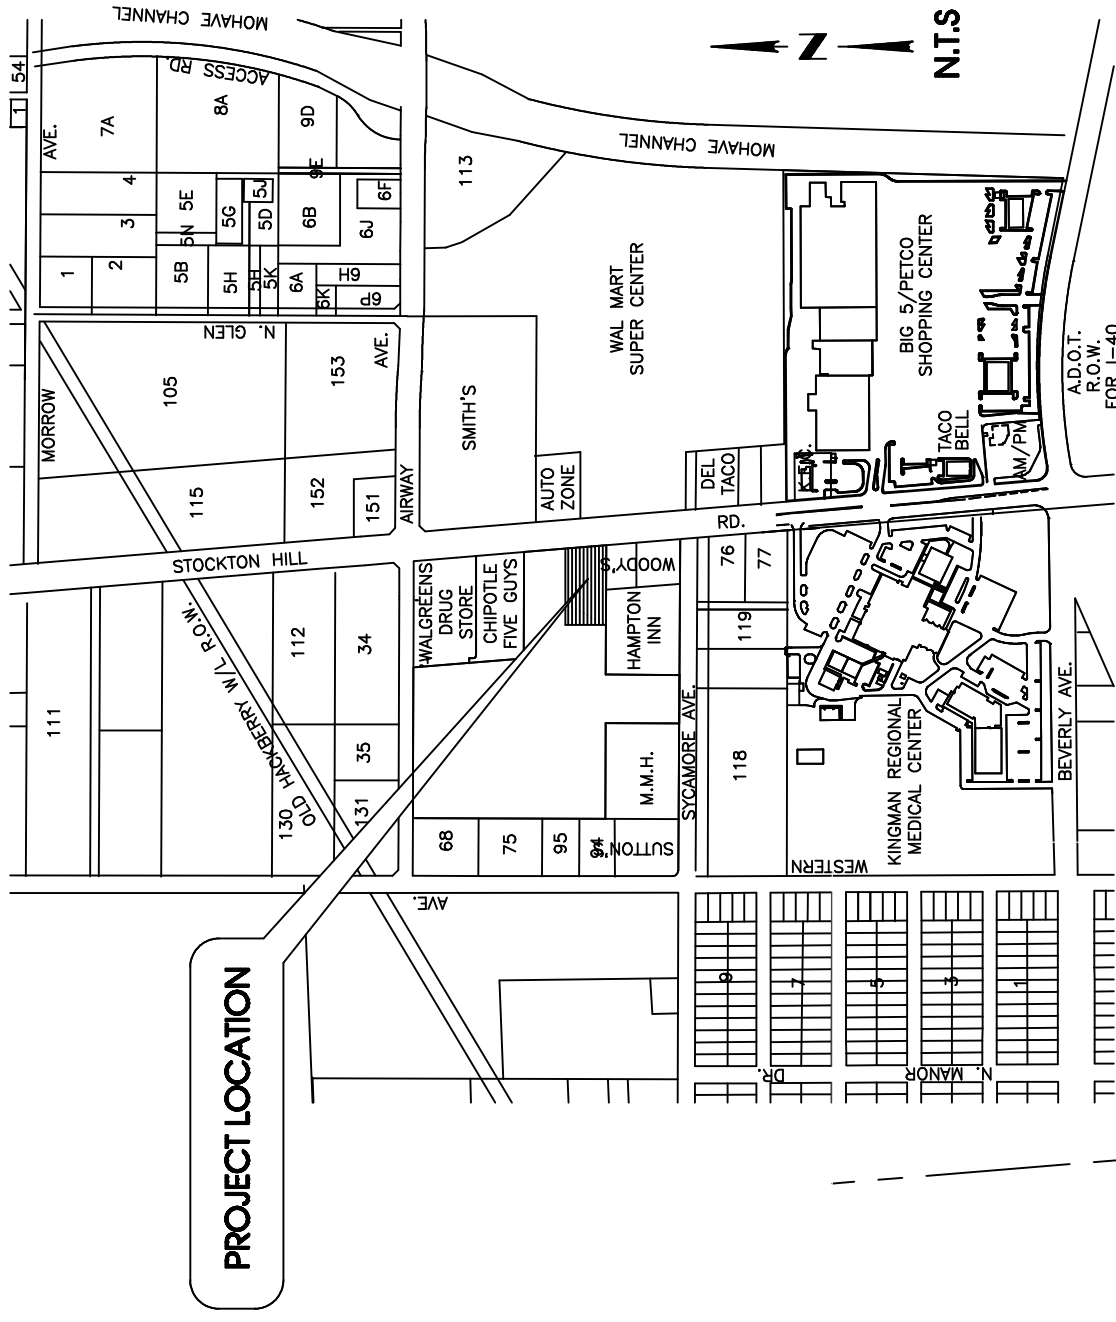 MOHAVE CHANNEL
ACCESS RD.
54
1
AVE.
7A
8A
9D
9E
4
3
2
1
5E
5N
5B
5G
5J
5D
5H
5H
5K
6B
6A
6F
6J
6H
6K
6P
113
MOHAVE CHANNEL
N
N.T.S
N. GLEN
AVE.
MORROW
105
153
115
152
151
AIRWAY
SMITH'S
WAL MART
SUPER CENTER
BIG 5/PETCO
SHOPPING CENTER
A.D.O.T.
R.O.W.
FOR I-40
AUTO
ZONE
DEL
TACO
K.F.C.
TACO
BELL
AM/PM
STOCKTON HILL
RD.
WALGREENS
DRUG
STORE
CHIPOTLE
FIVE GUYS
WOODY'S
HAMPTON
INN
76
77
119
118
111
112
34
35
130
131
OLD HACKBERRY W/L R.O.W.
68
75
95
94
SUTTON'S
M.M.H.
SYCAMORE AVE.
KINGMAN REGIONAL
MEDICAL CENTER
BEVERLY AVE.
WESTERN
AVE.
9
7
5
3
1
N. MANOR
DR.
PROJECT LOCATION